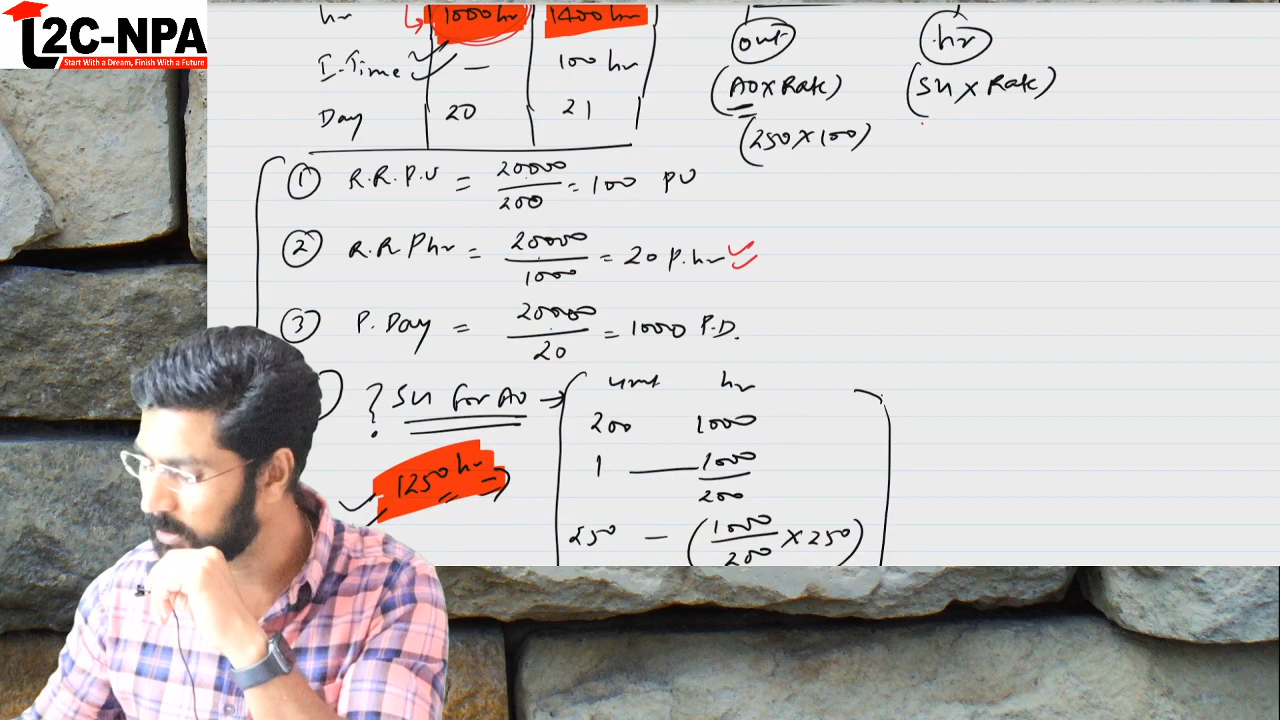 L2C-NPA
Start With a Dream, Finish With a Future
hr 1000 hr 1400 hr
I.Time — 100 hr
Day 20 21
out hr
(AO x Rate) (SH x Rate)
(250 x 100)
① R.R.P.U = 20000 / 200 = 100 PU
② R.R Phr = 20000 / 1000 = 20 P.hr
③ P. Day = 20000 / 20 = 1000 P.D.
? SH for AO → unit hr
200 1000
1 — 1000 / 200
1250 hr
250 — (1000 / 200 x 250)